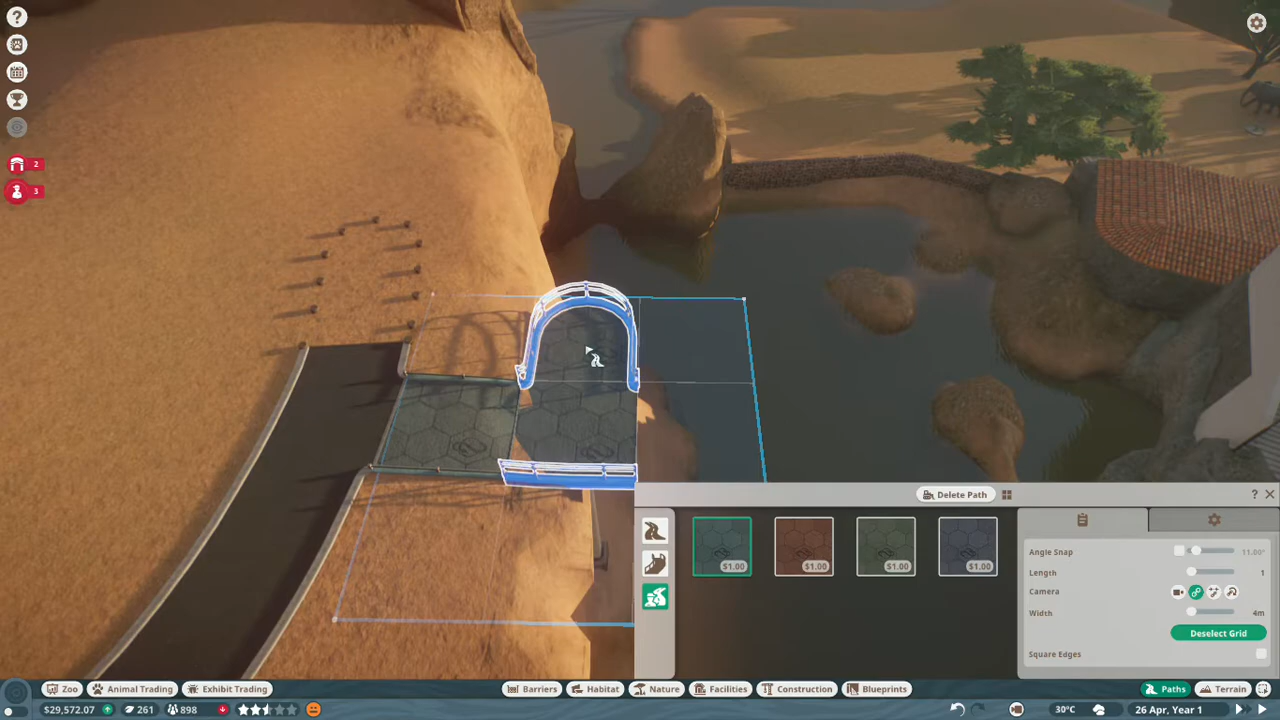 ?
2
3
Delete Path
?
$1.00
$1.00
$1.00
$1.00
Angle Snap 11.00°
Length 1
Camera
Width 4m
Deselect Grid
Square Edges
Zoo
Animal Trading
Exhibit Trading
Barriers
Habitat
Nature
Facilities
Construction
Blueprints
Paths
Terrain
$29,572.07
261
898
30°C
26 Apr, Year 1